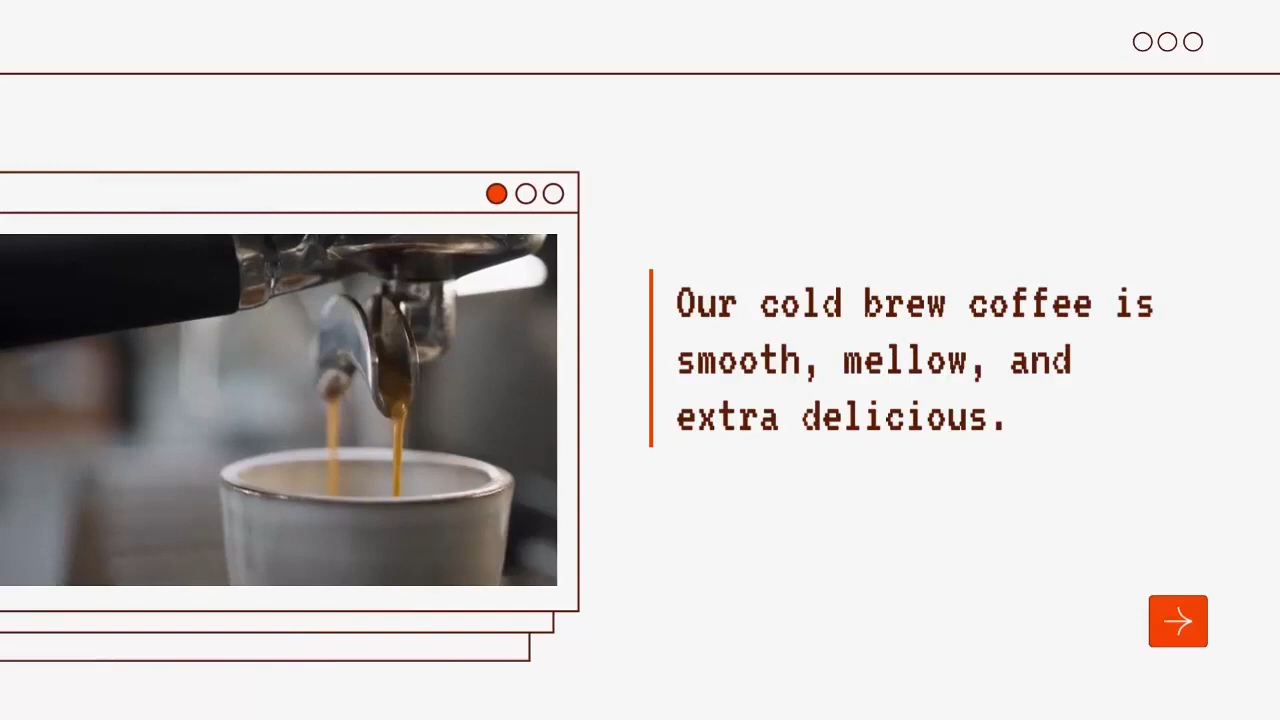 Our cold brew coffee is
smooth, mellow, and
extra delicious.